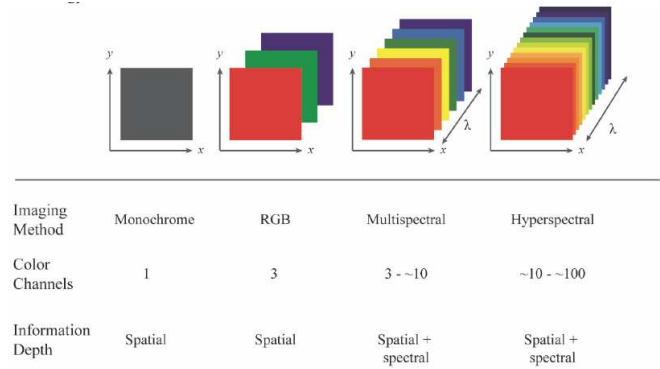 y
y
y
y
λ
λ
x
x
x
x
Imaging Method Monochrome RGB Multispectral Hyperspectral
Color Channels 1 3 3 - ~10 ~10 - ~100
Information Depth Spatial Spatial Spatial + spectral Spatial + spectral